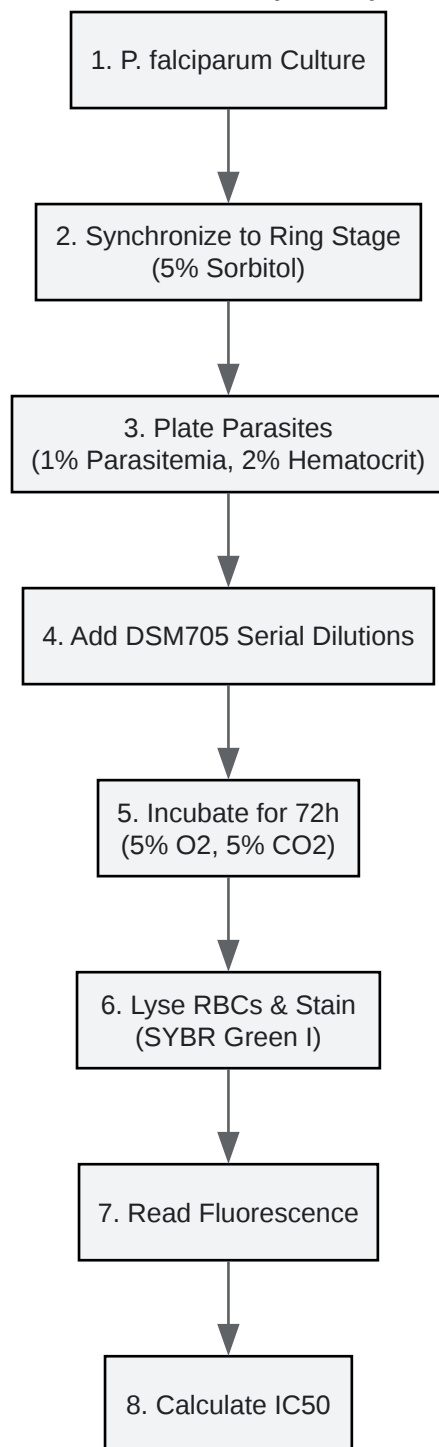 1. P. falciparum Culture
2. Synchronize to Ring Stage
(5% Sorbitol)
3. Plate Parasites
(1% Parasitemia, 2% Hematocrit)
4. Add DSM705 Serial Dilutions
5. Incubate for 72h
(5% O2, 5% CO2)
6. Lyse RBCs & Stain
(SYBR Green I)
7. Read Fluorescence
8. Calculate IC50